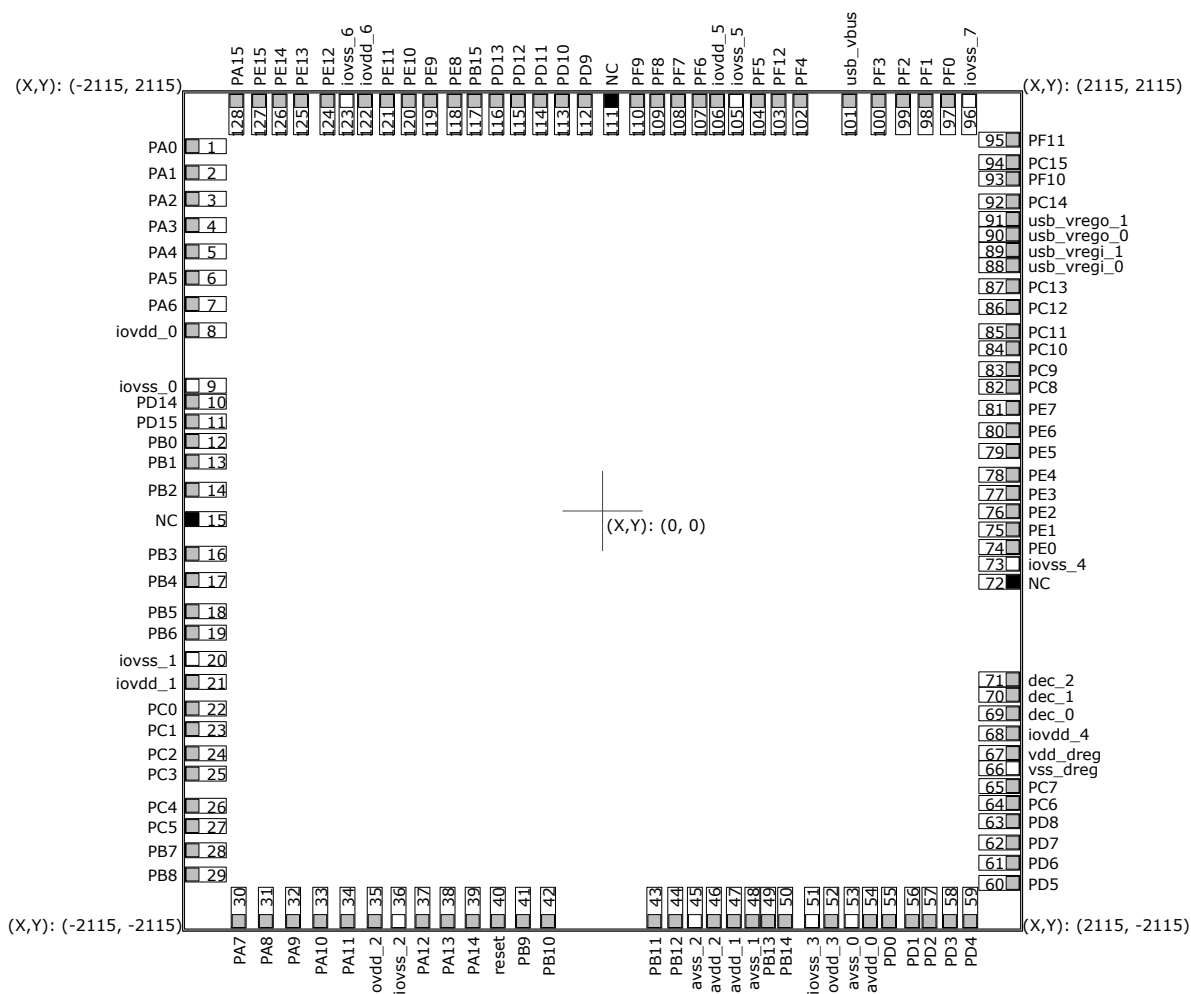 (X,Y): (-2115, 2115)
PA15 PE15 PE14 PE13 PE12 iovss_6 iovdd_6 PE11 PE10 PE9 PE8 PB15 PD13 PD12 PD11 PD10 PD9 NC PF9 PF8 PF7 PF6 iovdd_5 iovss_5 PF5 PF12 PF4 usb_vbus PF3 PF2 PF1 PF0 iovss_7
(X,Y): (2115, 2115)
128 127 126 125 124 123 122 121 120 119 118 117 116 115 114 113 112 111 110 109 108 107 106 105 104 103 102 101 100 99 98 97 96
PA0 1
PA1 2
PA2 3
PA3 4
PA4 5
PA5 6
PA6 7
iovdd_0 8
iovss_0 9
PD14 10
PD15 11
PB0 12
PB1 13
PB2 14
NC 15
PB3 16
PB4 17
PB5 18
PB6 19
iovss_1 20
iovdd_1 21
PC0 22
PC1 23
PC2 24
PC3 25
PC4 26
PC5 27
PB7 28
PB8 29
(X,Y): (0, 0)
95 PF11
94 PC15
93 PF10
92 PC14
91 usb_vrego_1
90 usb_vrego_0
89 usb_vregi_1
88 usb_vregi_0
87 PC13
86 PC12
85 PC11
84 PC10
83 PC9
82 PC8
81 PE7
80 PE6
79 PE5
78 PE4
77 PE3
76 PE2
75 PE1
74 PE0
73 iovss_4
72 NC
71 dec_2
70 dec_1
69 dec_0
68 iovdd_4
67 vdd_dreg
66 vss_dreg
65 PC7
64 PC6
63 PD8
62 PD7
61 PD6
60 PD5
30 31 32 33 34 35 36 37 38 39 40 41 42 43 44 45 46 47 48 49 50 51 52 53 54 55 56 57 58 59
(X,Y): (-2115, -2115)
(X,Y): (2115, -2115)
PA7 PA8 PA9 PA10 PA11 iovdd_2 iovss_2 PA12 PA13 PA14 reset PB9 PB10 PB11 PB12 avss_2 avdd_2 avdd_1 avss_1 PB13 PB14 iovss_3 iovdd_3 avss_0 avdd_0 PD0 PD1 PD2 PD3 PD4